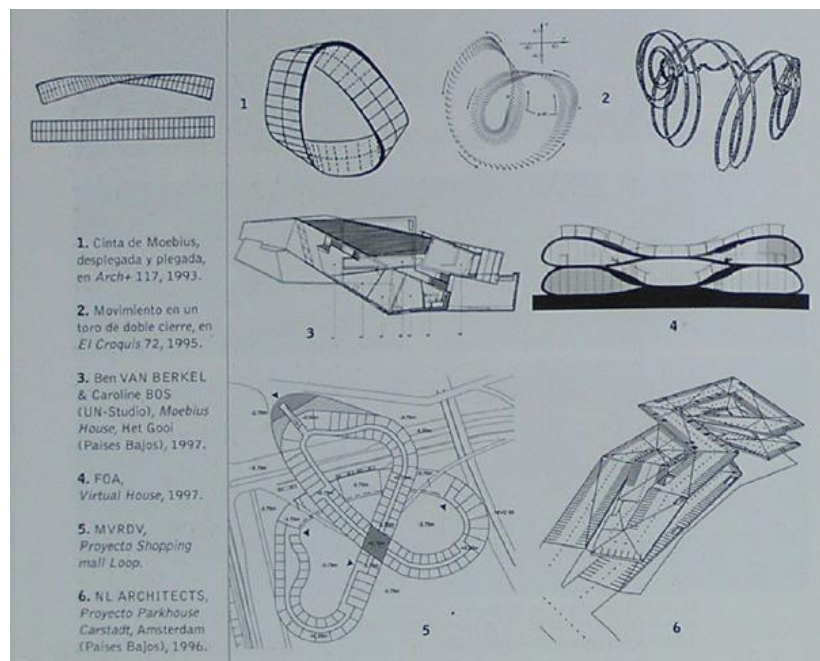 1
2
1. Cinta de Moebius,
desplegada y plegada,
en Arch+ 117, 1993.
2. Movimiento en un
toro de doble cierre, en
El Croquis 72, 1995.
3. Ben VAN BERKEL
& Caroline BOS
(UN-Studio), Moebius
House, Het Gooi
(Países Bajos), 1997.
4. FOA,
Virtual House, 1997.
5. MVRDV,
Proyecto Shopping
mall Loop.
6. NL ARCHITECTS,
Proyecto Parkhouse
Carstadt, Amsterdam
(Países Bajos), 1996.
3
4
5
6